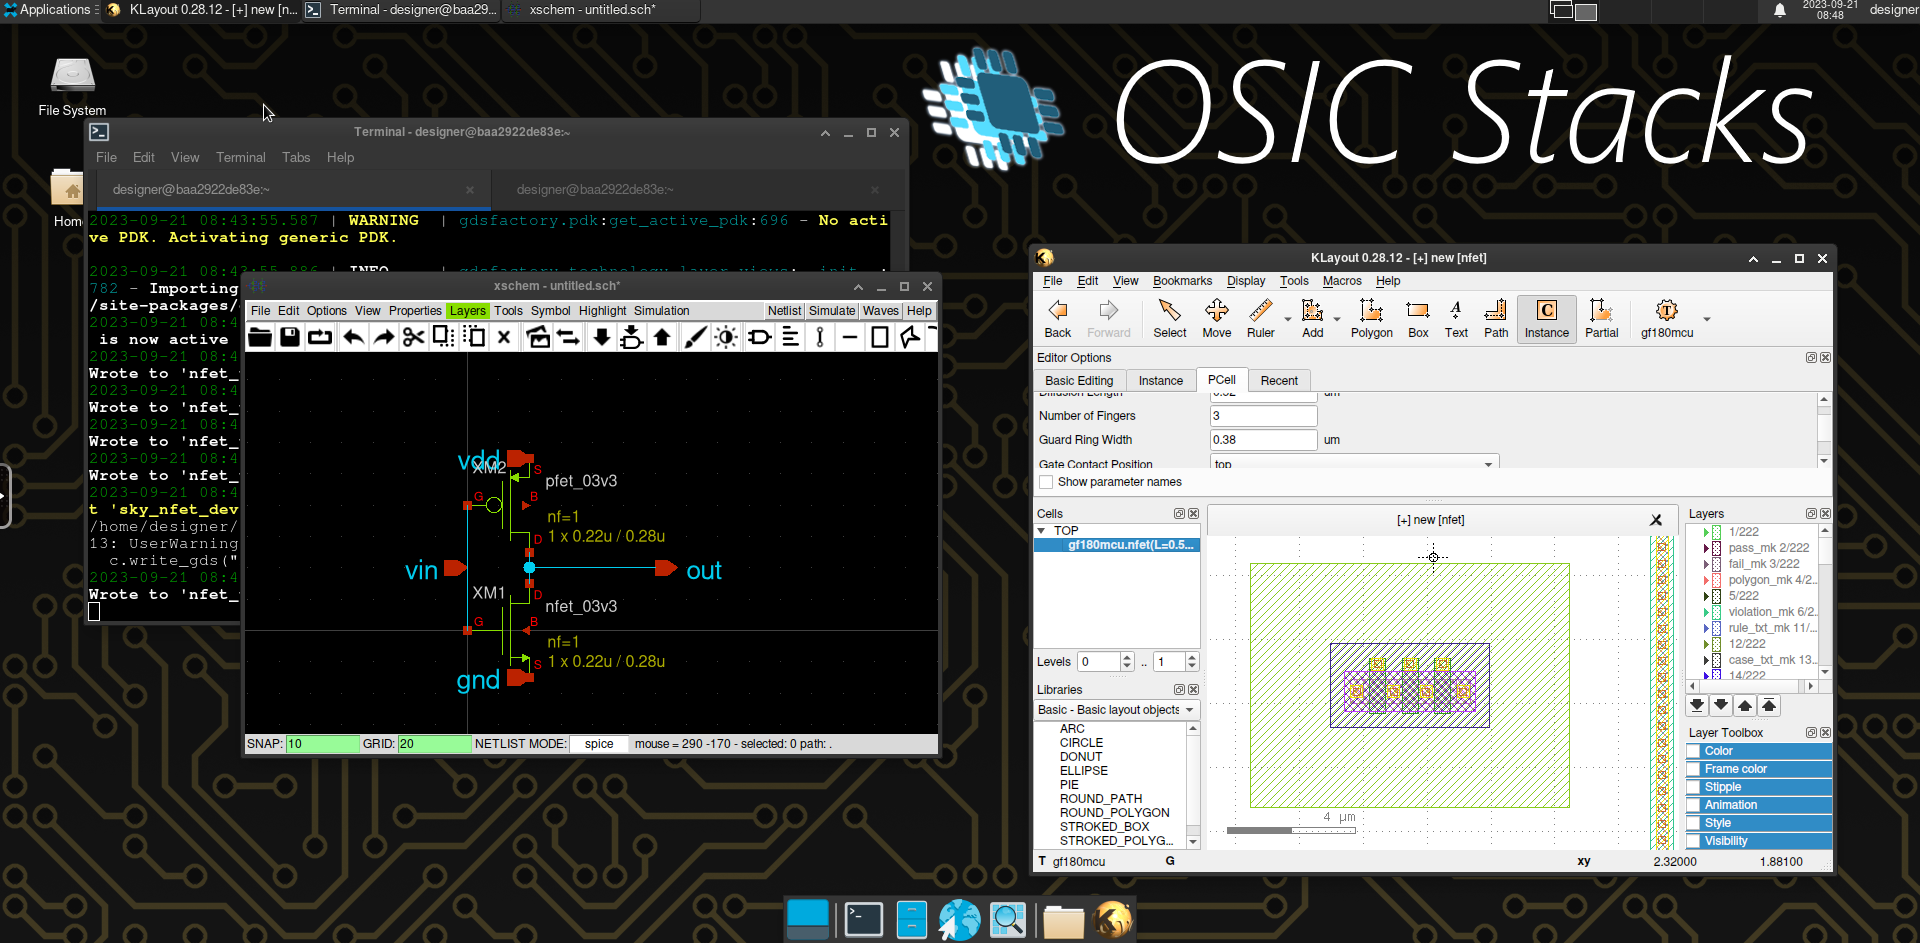 Applications
KLayout 0.28.12 - [+] new [n...
Terminal - designer@baa29...
xschem - untitled.sch*
2023-09-21
08:48
designer
File System
Home
OSIC Stacks
Terminal - designer@baa2922de83e:~
File Edit View Terminal Tabs Help
designer@baa2922de83e:~
designer@baa2922de83e:~
2023-09-21 08:43:55.587 | WARNING | gdsfactory.pdk:get_active_pdk:696 - No acti
ve PDK. Activating generic PDK.
2023-09-21 08:43:55.886 | INFO | gdsfactory.technology.layer_views:__init__:
782 - Importing
/site-packages/
2023-09-21 08:4
is now active
2023-09-21 08:4
Wrote to 'nfet_
2023-09-21 08:4
Wrote to 'nfet_
2023-09-21 08:4
Wrote to 'nfet_
2023-09-21 08:4
Wrote to 'nfet_
2023-09-21 08:4
t 'sky_nfet_dev
/home/designer/
13: UserWarning
c.write_gds("
2023-09-21 08:4
Wrote to 'nfet_
xschem - untitled.sch*
File Edit Options View Properties Layers Tools Symbol Highlight Simulation Netlist Simulate Waves Help
vdd
XM2
S
pfet_03v3
G
B
nf=1
1 x 0.22u / 0.28u
D
vin
out
XM1
D
nfet_03v3
G
B
nf=1
1 x 0.22u / 0.28u
S
gnd
SNAP: 10 GRID: 20 NETLIST MODE: spice mouse = 290 -170 - selected: 0 path: .
KLayout 0.28.12 - [+] new [nfet]
File Edit View Bookmarks Display Tools Macros Help
Back Forward Select Move Ruler Add Polygon Box Text Path Instance Partial gf180mcu
Editor Options
Basic Editing Instance PCell Recent
Diffusion Length 0.52 um
Number of Fingers 3
Guard Ring Width 0.38 um
Gate Contact Position top
Show parameter names
Cells
TOP
gf180mcu.nfet(L=0.5...
Levels 0 .. 1
Libraries
Basic - Basic layout objects
ARC
CIRCLE
DONUT
ELLIPSE
PIE
ROUND_PATH
ROUND_POLYGON
STROKED_BOX
STROKED_POLYG...
[+] new [nfet]
4 µm
Layers
1/222
pass_mk 2/222
fail_mk 3/222
polygon_mk 4/2..
5/222
violation_mk 6/2..
rule_txt_mk 11/...
12/222
case_txt_mk 13...
14/222
Layer Toolbox
Color
Frame color
Stipple
Animation
Style
Visibility
T gf180mcu G xy 2.32000 1.88100